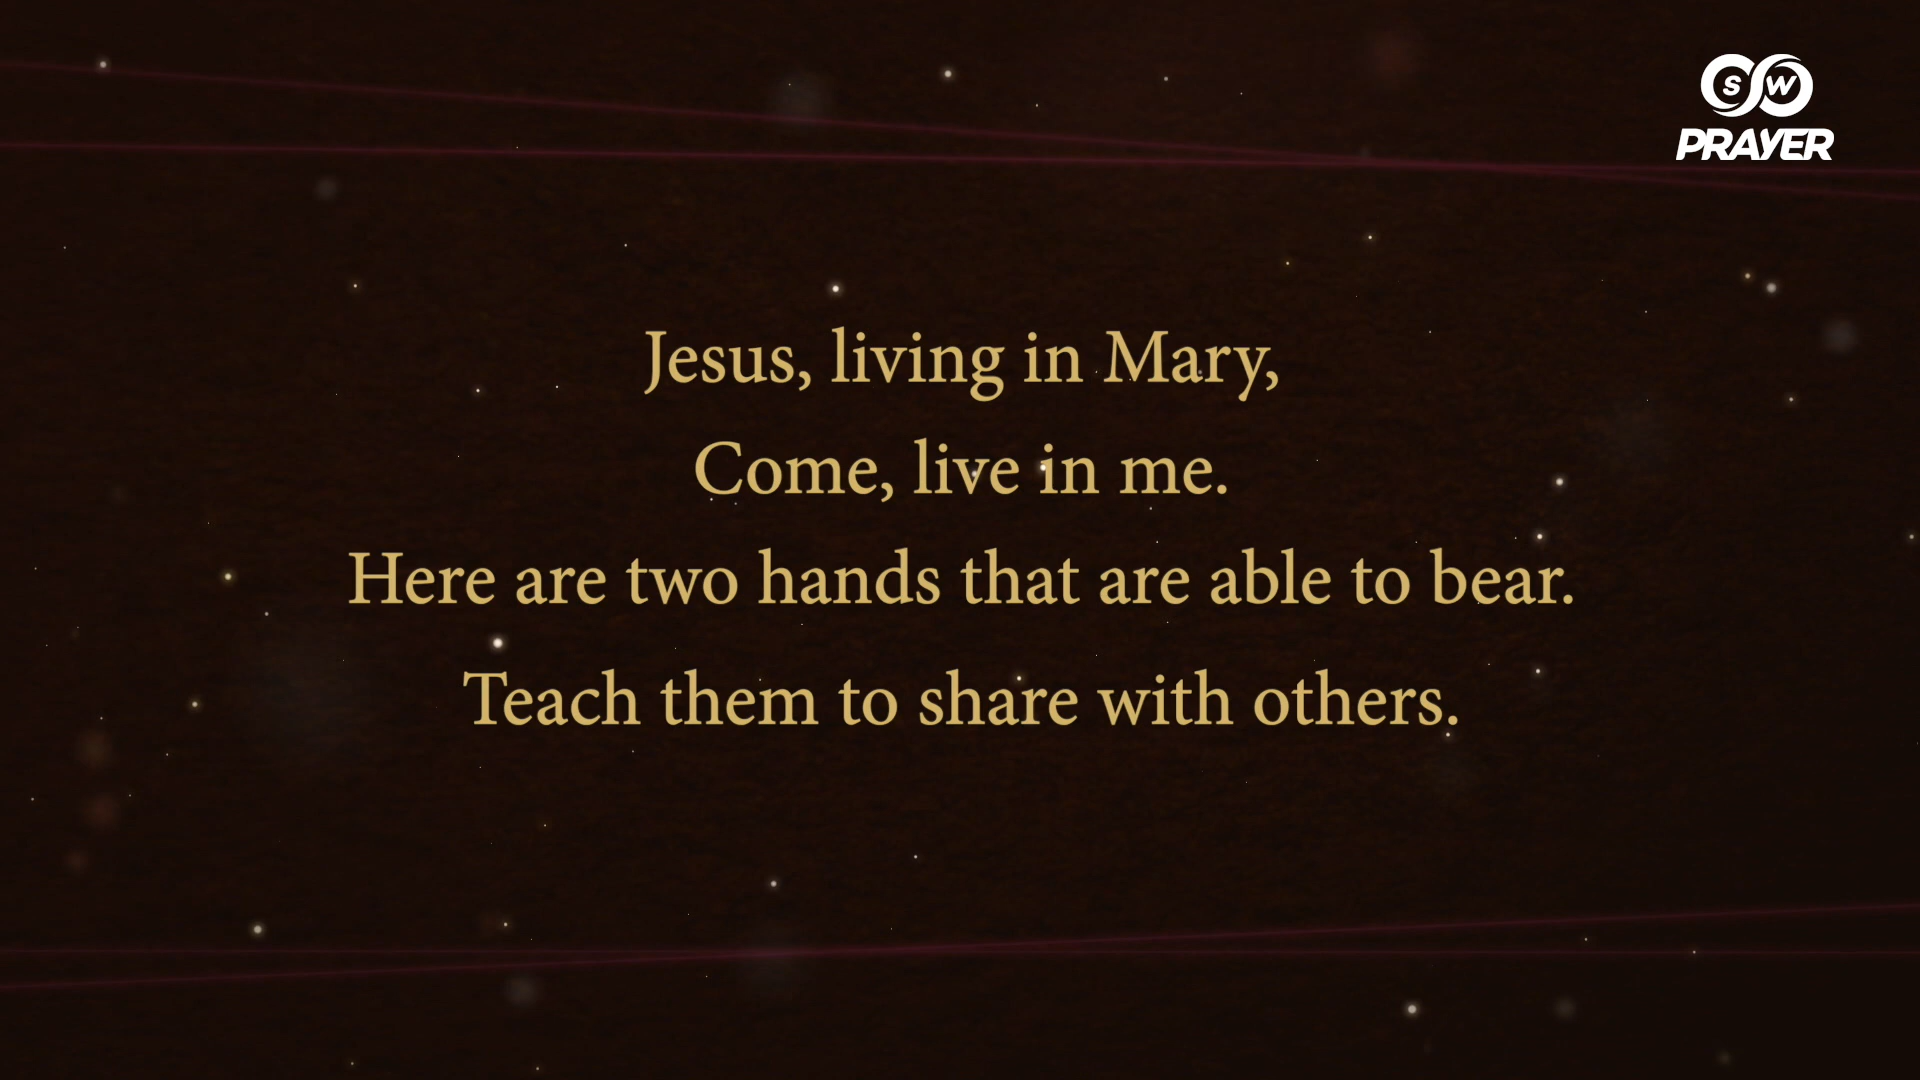 SW
PRAYER
Jesus, living in Mary,
Come, live in me.
Here are two hands that are able to bear.
Teach them to share with others.